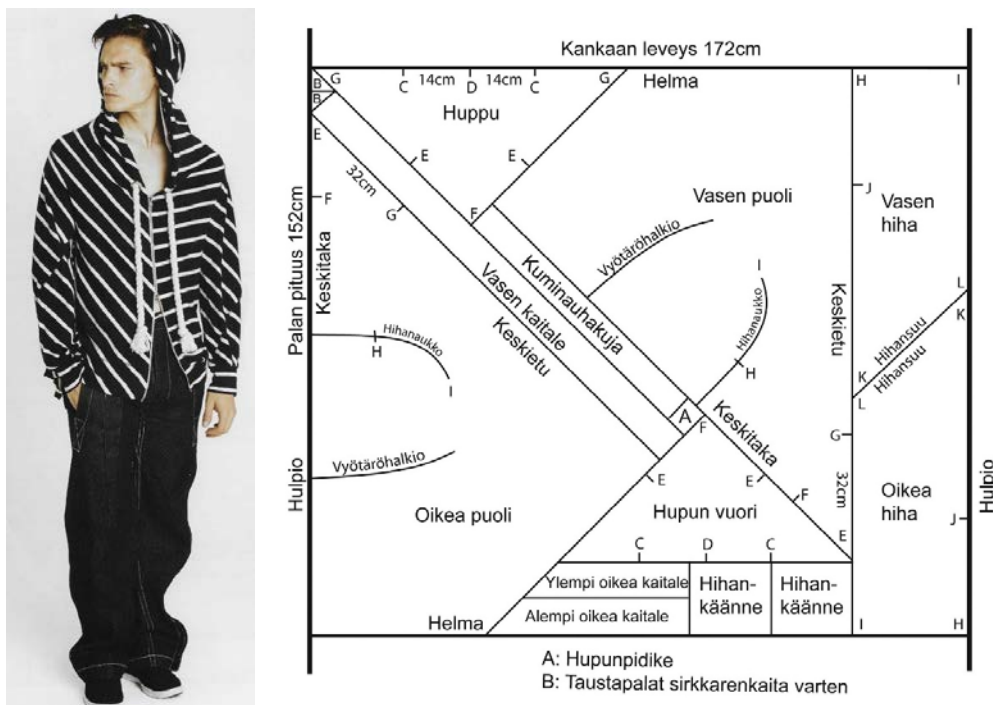 Kankaan leveys 172cm
B
B
G
C
14cm
D
14cm
C
G
Helma
H
I
Huppu
E
E
E
32cm
F
G
F
J
Vasen puoli
Vasen
hiha
Vyötäröhalkio
Palan pituus 152cm
Keskitaka
Kuminauhakuja
Vasen kaitale
Keskietu
I
Hihanaukko
H
Keskietu
L
K
Hihansuu
Hihansuu
K
L
Hihanaukko
H
I
A
F
Keskitaka
G
32cm
Vyötäröhalkio
Hulpio
Hulpio
Oikea puoli
E
E
F
E
Hupun vuori
Oikea
hiha
J
C
D
C
Ylempi oikea kaitale
Alempi oikea kaitale
Hihan-
käänne
Hihan-
käänne
Helma
I
H
A: Hupunpidike
B: Taustapalat sirkkarenkaita varten